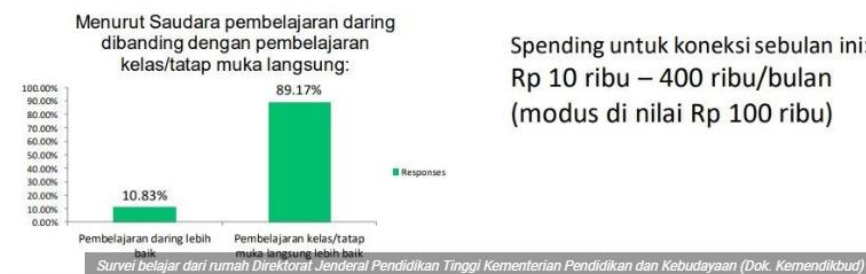 Menurut Saudara pembelajaran daring
dibanding dengan pembelajaran
kelas/tatap muka langsung:
100.00%
90.00%
80.00%
70.00%
60.00%
50.00%
40.00%
30.00%
20.00%
10.00%
0.00%
10.83%
89.17%
Responses
Pembelajaran daring lebih
baik
Pembelajaran kelas/tatap
muka langsung lebih baik
Spending untuk koneksi sebulan ini:
Rp 10 ribu – 400 ribu/bulan
(modus di nilai Rp 100 ribu)
Survei belajar dari rumah Direktorat Jenderal Pendidikan Tinggi Kementerian Pendidikan dan Kebudayaan (Dok. Kemendikbud)